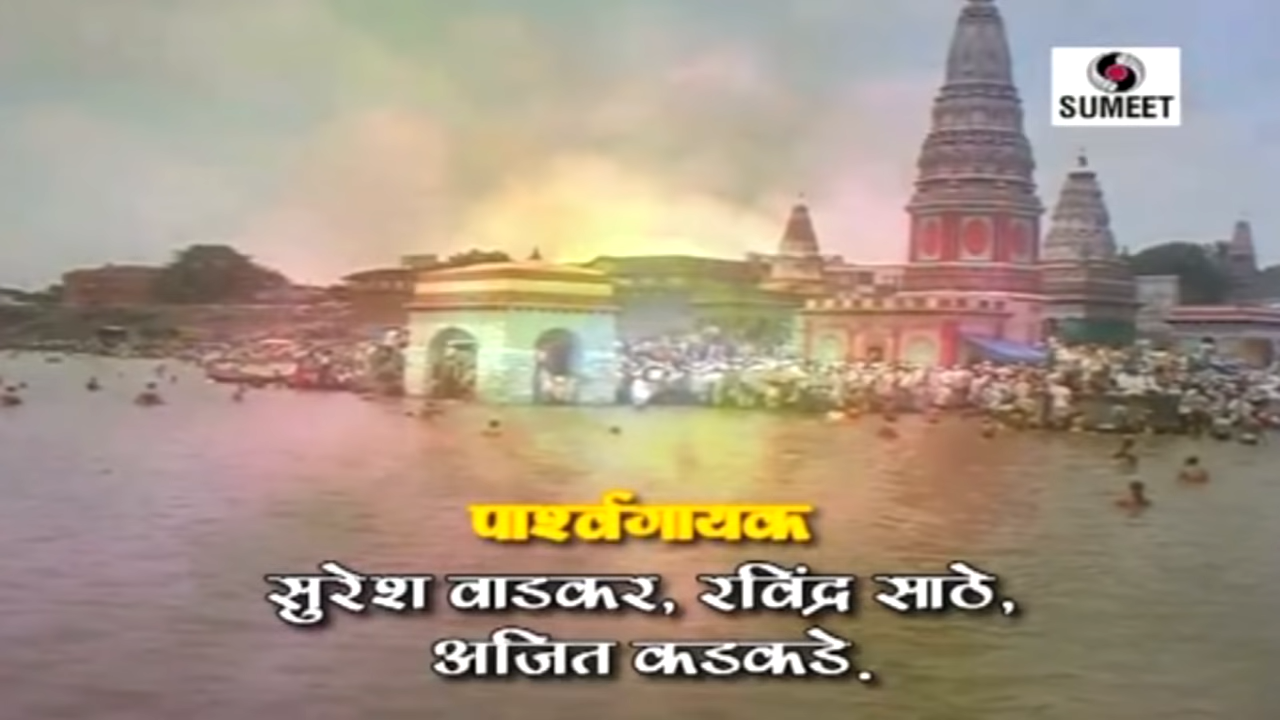 SUMEET
पार्श्वगायक
सुरेश वाडकर, रविंद्र साठे,
अजित कडकडे.